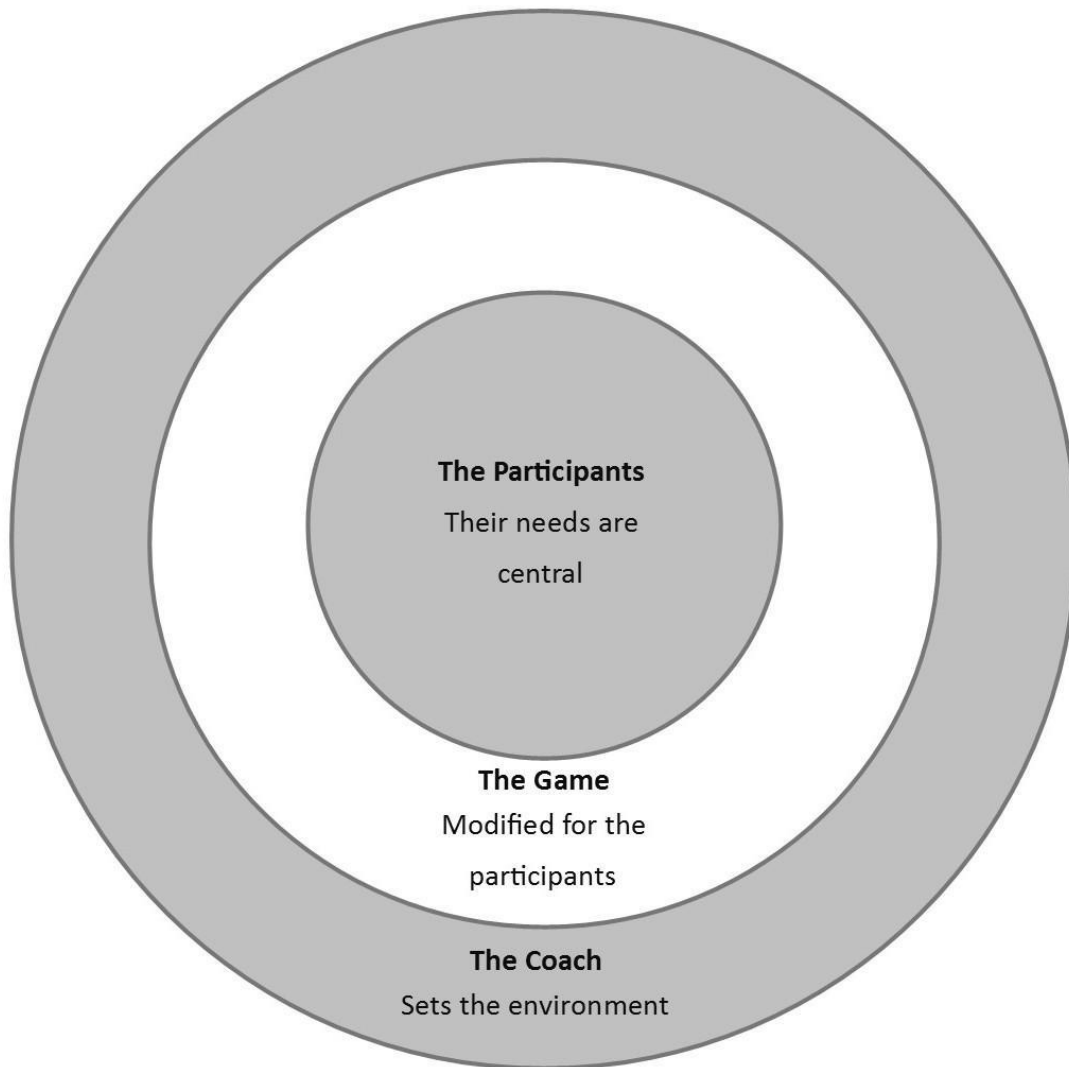 The Participants
Their needs are
central
The Game
Modified for the
participants
The Coach
Sets the environment